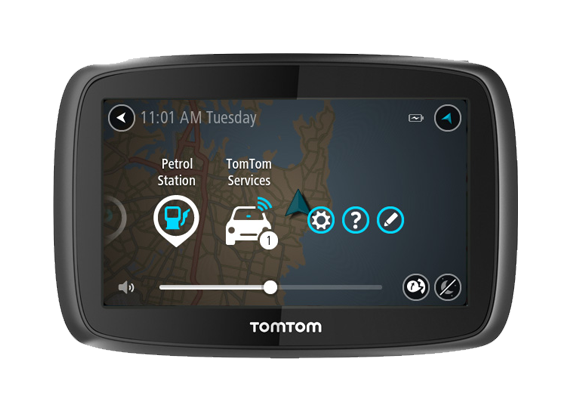 11:01 AM Tuesday
Petrol
Station
TomTom
Services
?
1
TOMTOM